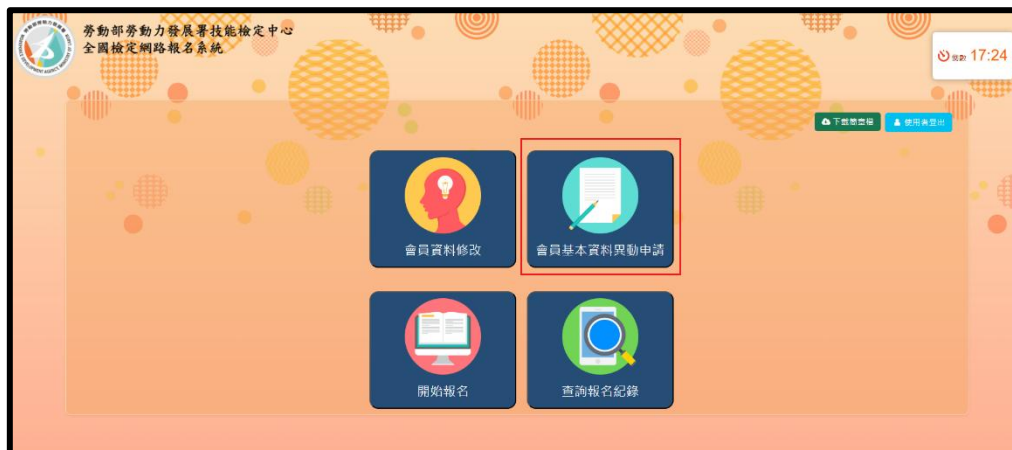 勞動部勞動力發展署技能檢定中心
全國檢定網路報名系統
17:24
下載簡章檔
使用者登出
會員資料修改
會員基本資料異動申請
開始報名
查詢報名紀錄